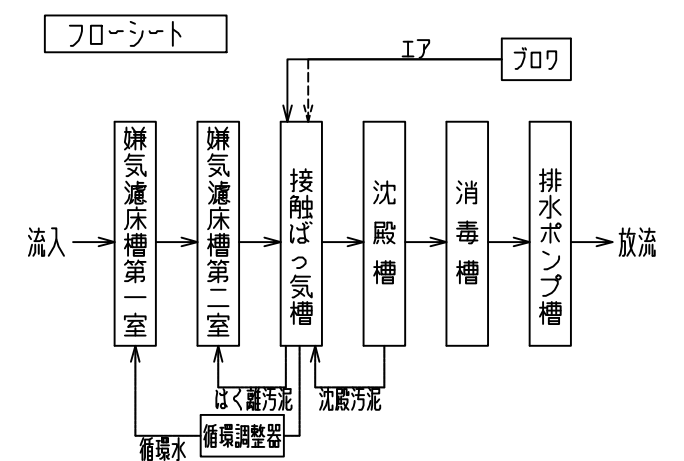 フローシート
エア
ブロワ
流入
嫌気濾床槽第一室
嫌気濾床槽第二室
接触ばっ気槽
沈殿槽
消毒槽
排水ポンプ槽
放流
はく離汚泥
沈殿汚泥
循環水
循環調整器